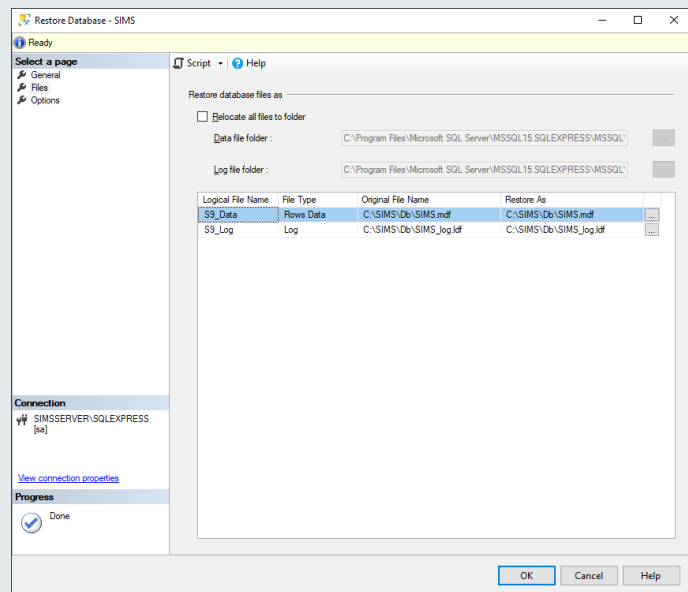 Restore Database - SIMS
Ready
Select a page
General
Files
Options
Script
Help
Restore database files as
Relocate all files to folder
Data file folder :
C:\Program Files\Microsoft SQL Server\MSSQL15.SQLEXPRESS\MSSQL\
...
Log file folder :
C:\Program Files\Microsoft SQL Server\MSSQL15.SQLEXPRESS\MSSQL\
...
Logical File Name File Type Original File Name Restore As
S9_Data Rows Data C:\SIMS\Db\SIMS.mdf C:\SIMS\Db\SIMS.mdf ...
S9_Log Log C:\SIMS\Db\SIMS_log.ldf C:\SIMS\Db\SIMS_log.ldf ...
Connection
SIMSSERVER\SQLEXPRESS
[sa]
View connection properties
Progress
Done
OK Cancel Help